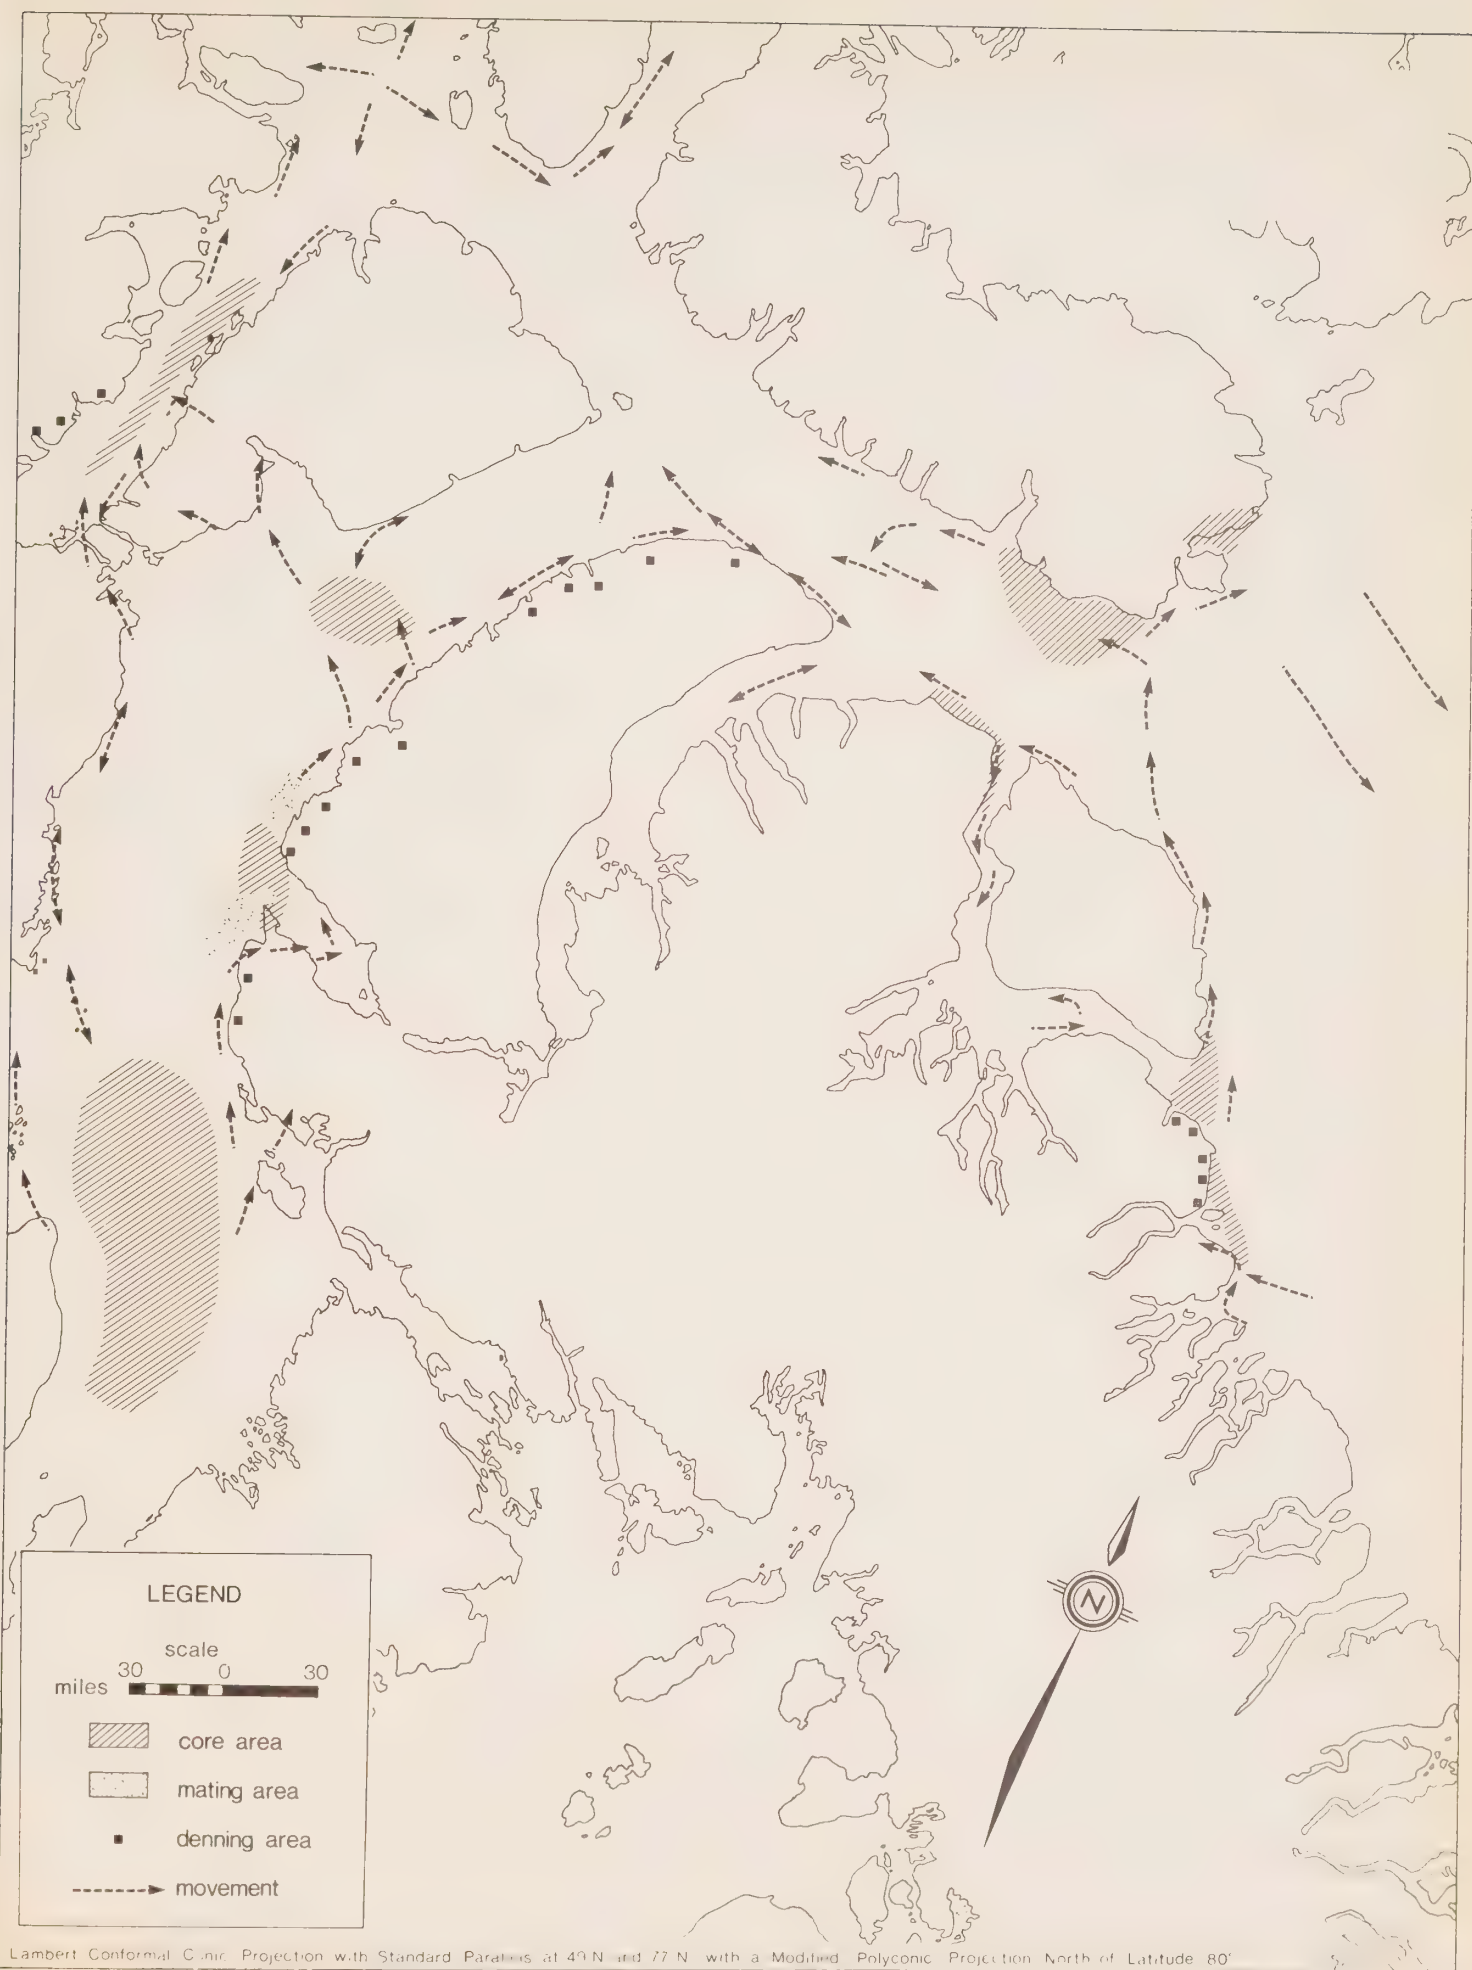 LEGEND
scale
30 0 30
miles
core area
mating area
denning area
movement
N
Lambert Conformal Conic Projection with Standard Parallels at 49 N and 77 N with a Modified Polyconic Projection North of Latitude 80°